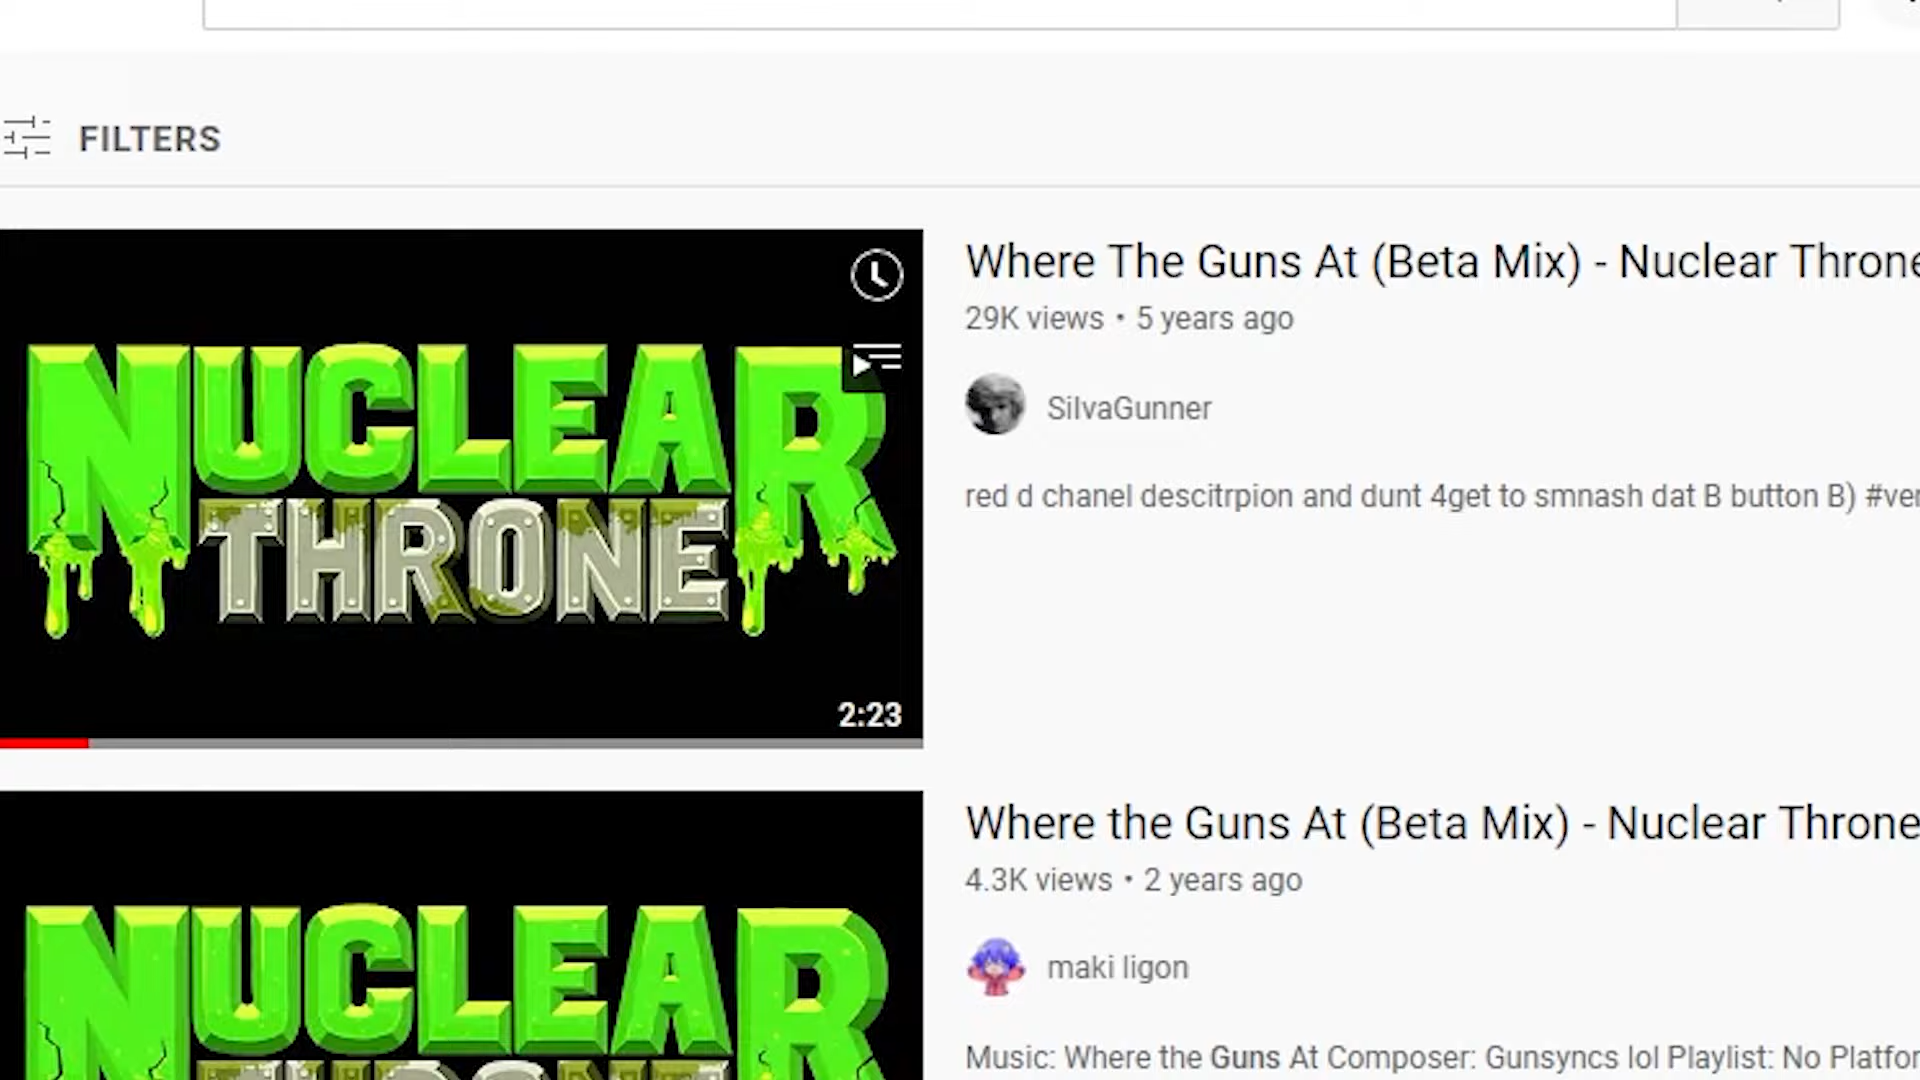 FILTERS
NUCLEAR
THRONE
2:23
Where The Guns At (Beta Mix) - Nuclear Throne
29K views • 5 years ago
SilvaGunner
red d chanel descitrpion and dunt 4get to smnash dat B button B) #ver
NUCLEAR
Where the Guns At (Beta Mix) - Nuclear Throne
4.3K views • 2 years ago
maki ligon
Music: Where the Guns At Composer: Gunsyncs lol Playlist: No Platfor